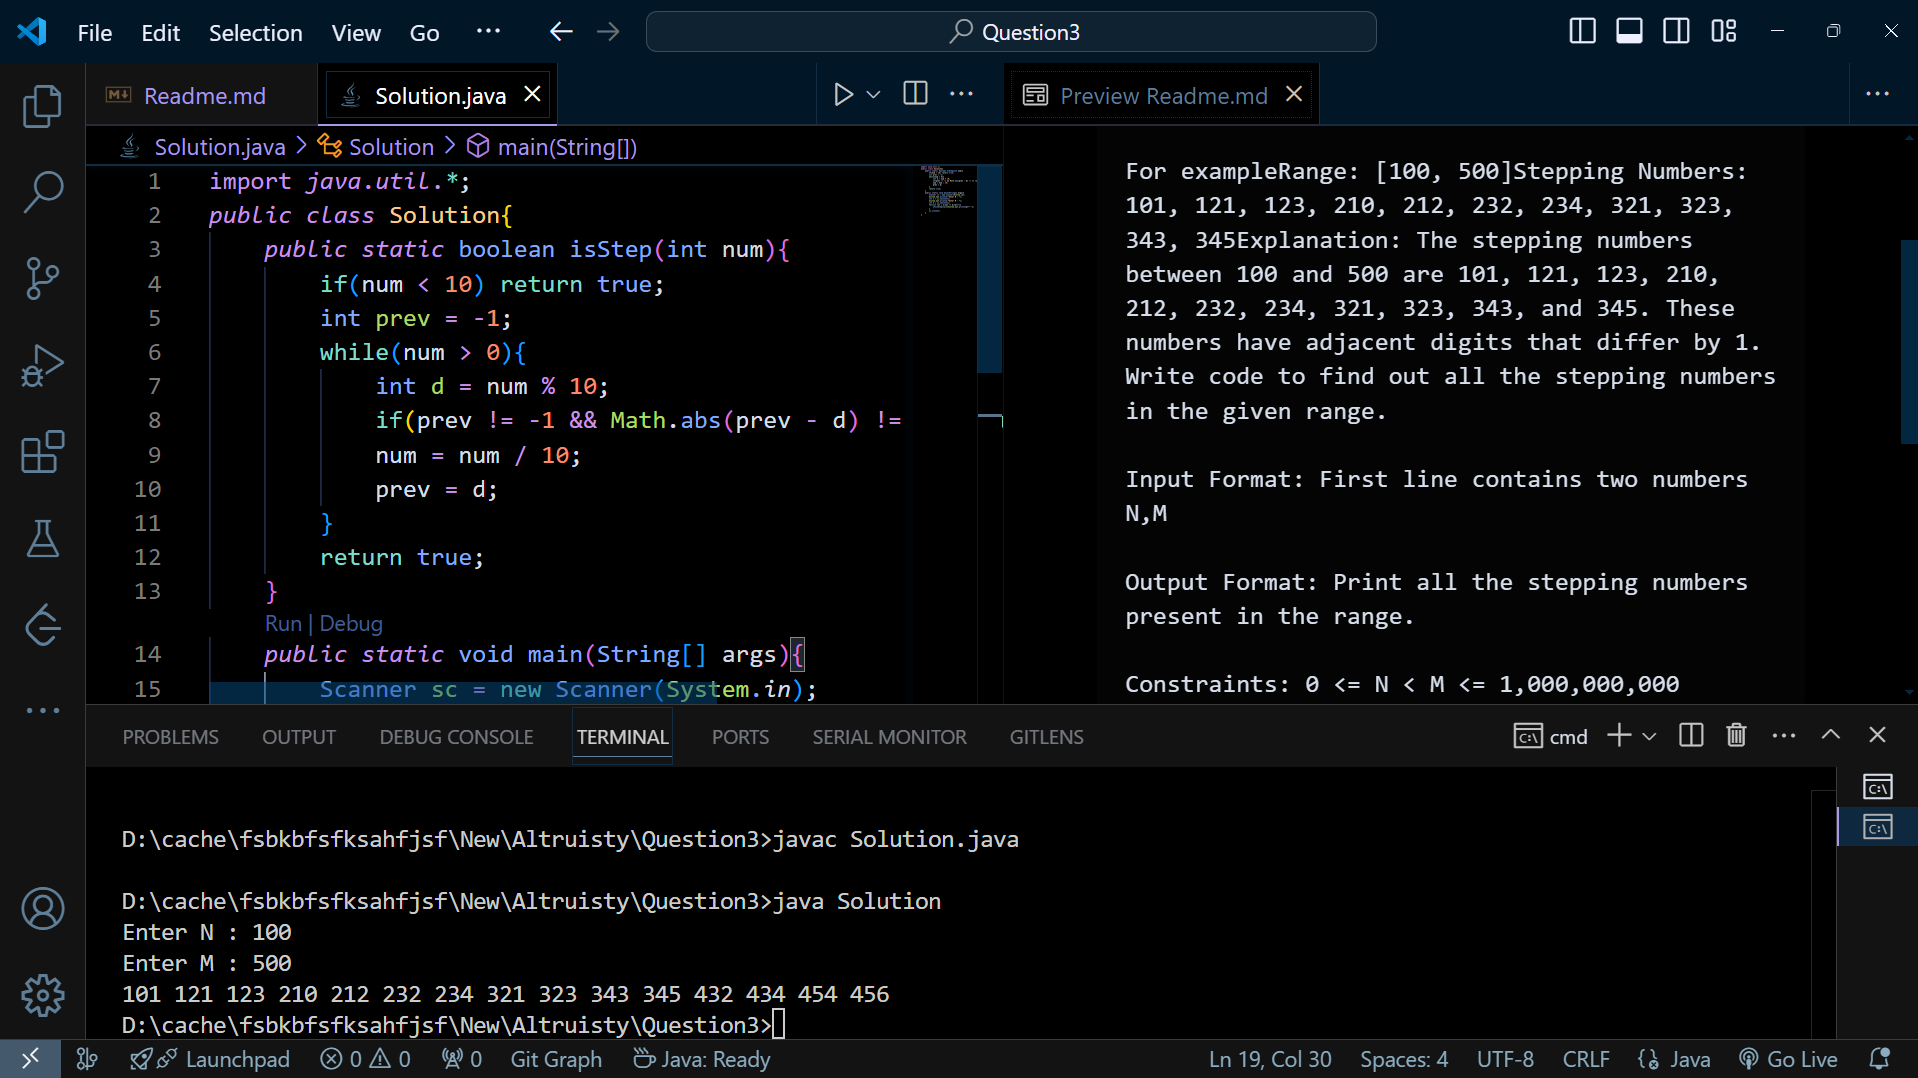 File Edit Selection View Go ··· Question3
Readme.md Solution.java Preview Readme.md
Solution.java > Solution > main(String[])
1 import java.util.*;
2 public class Solution{
3 public static boolean isStep(int num){
4 if(num < 10) return true;
5 int prev = -1;
6 while(num > 0){
7 int d = num % 10;
8 if(prev != -1 && Math.abs(prev - d) !=
9 num = num / 10;
10 prev = d;
11 }
12 return true;
13 }
Run | Debug
14 public static void main(String[] args){
15 Scanner sc = new Scanner(System.in);
For exampleRange: [100, 500]Stepping Numbers:
101, 121, 123, 210, 212, 232, 234, 321, 323,
343, 345Explanation: The stepping numbers
between 100 and 500 are 101, 121, 123, 210,
212, 232, 234, 321, 323, 343, and 345. These
numbers have adjacent digits that differ by 1.
Write code to find out all the stepping numbers
in the given range.
Input Format: First line contains two numbers
N,M
Output Format: Print all the stepping numbers
present in the range.
Constraints: 0 <= N < M <= 1,000,000,000
PROBLEMS OUTPUT DEBUG CONSOLE TERMINAL PORTS SERIAL MONITOR GITLENS cmd
D:\cache\fsbkbfsfksahfjsf\New\Altruisty\Question3>javac Solution.java
D:\cache\fsbkbfsfksahfjsf\New\Altruisty\Question3>java Solution
Enter N : 100
Enter M : 500
101 121 123 210 212 232 234 321 323 343 345 432 434 454 456
D:\cache\fsbkbfsfksahfjsf\New\Altruisty\Question3>
Launchpad 0 0 0 Git Graph Java: Ready Ln 19, Col 30 Spaces: 4 UTF-8 CRLF Java Go Live